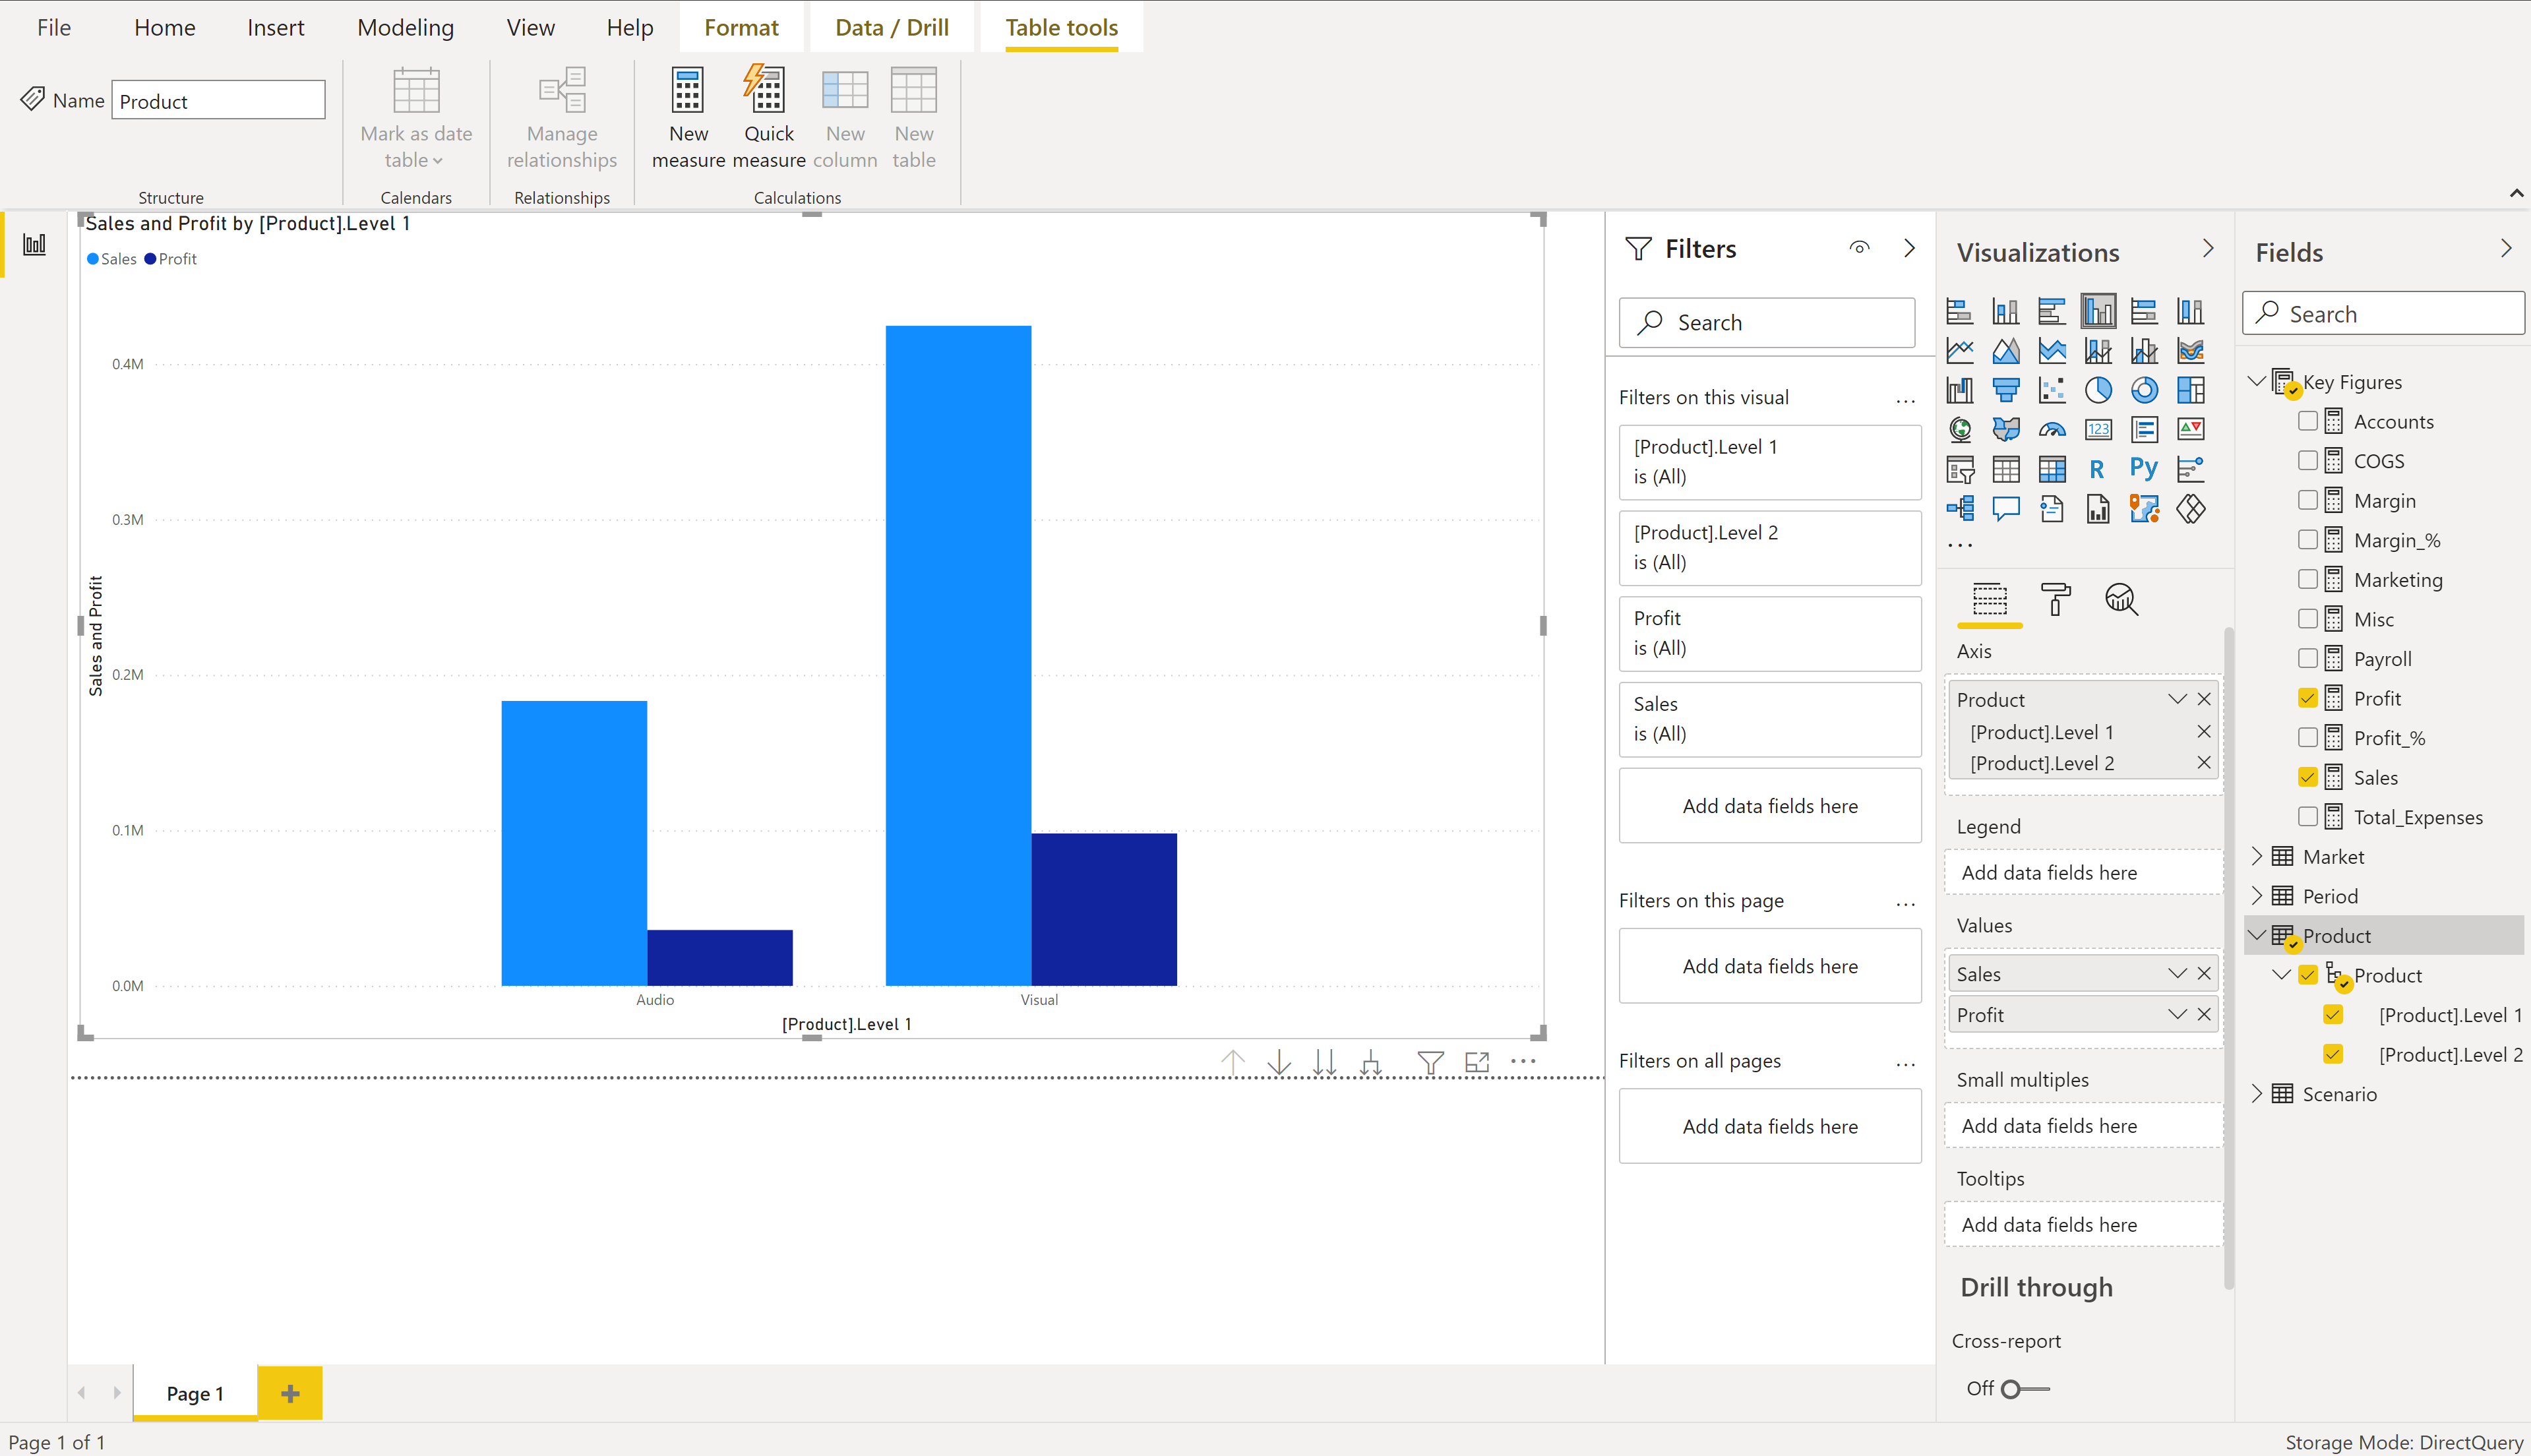 File Home Insert Modeling View Help Format Data / Drill Table tools
Name Product
Mark as date table
Manage relationships
New measure
Quick measure
New column
New table
Structure Calendars Relationships Calculations
Sales and Profit by [Product].Level 1
Sales Profit
Sales and Profit
0.4M
0.3M
0.2M
0.1M
0.0M
Audio Visual
[Product].Level 1
Filters
Search
Filters on this visual
[Product].Level 1
is (All)
[Product].Level 2
is (All)
Profit
is (All)
Sales
is (All)
Add data fields here
Filters on this page
Add data fields here
Filters on all pages
Add data fields here
Visualizations
123
R Py
Axis
Product
[Product].Level 1
[Product].Level 2
Legend
Add data fields here
Values
Sales
Profit
Small multiples
Add data fields here
Tooltips
Add data fields here
Drill through
Cross-report
Off
Fields
Search
Key Figures
Accounts
COGS
Margin
Margin_%
Marketing
Misc
Payroll
Profit
Profit_%
Sales
Total_Expenses
Market
Period
Product
Product
[Product].Level 1
[Product].Level 2
Scenario
Page 1
Page 1 of 1
Storage Mode: DirectQuery